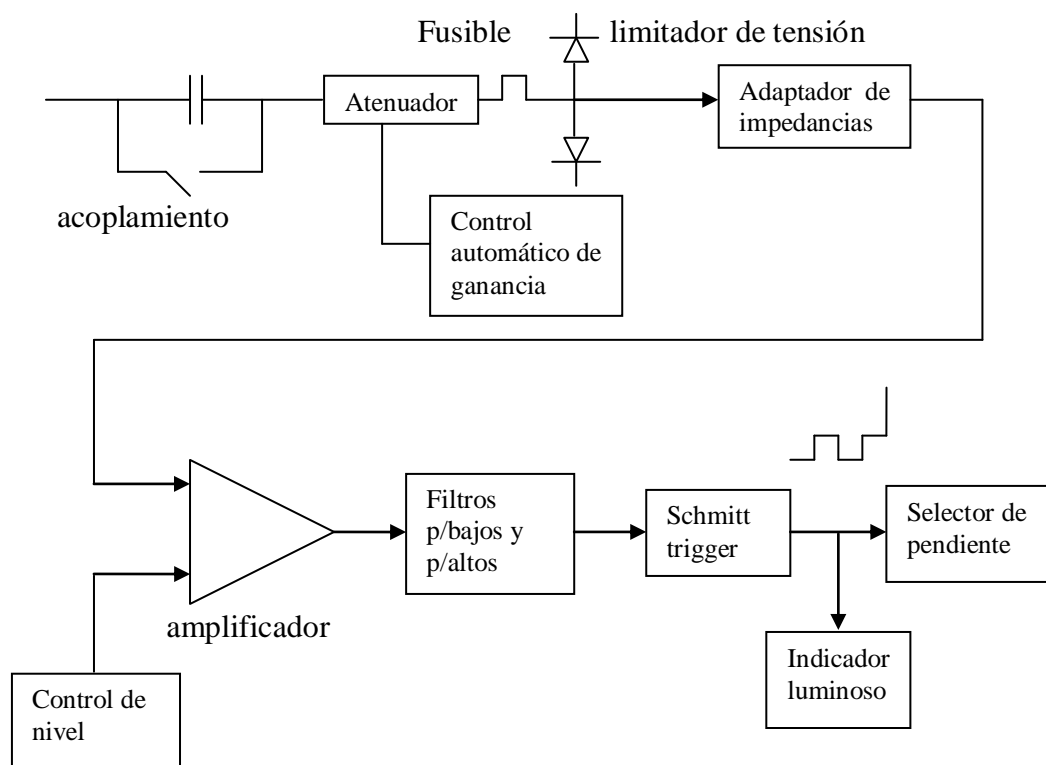 Fusible
limitador de tensión
Atenuador
Adaptador de
impedancias
acoplamiento
Control
automático de
ganancia
Filtros
p/bajos y
p/altos
Schmitt
trigger
Selector de
pendiente
amplificador
Indicador
luminoso
Control de
nivel